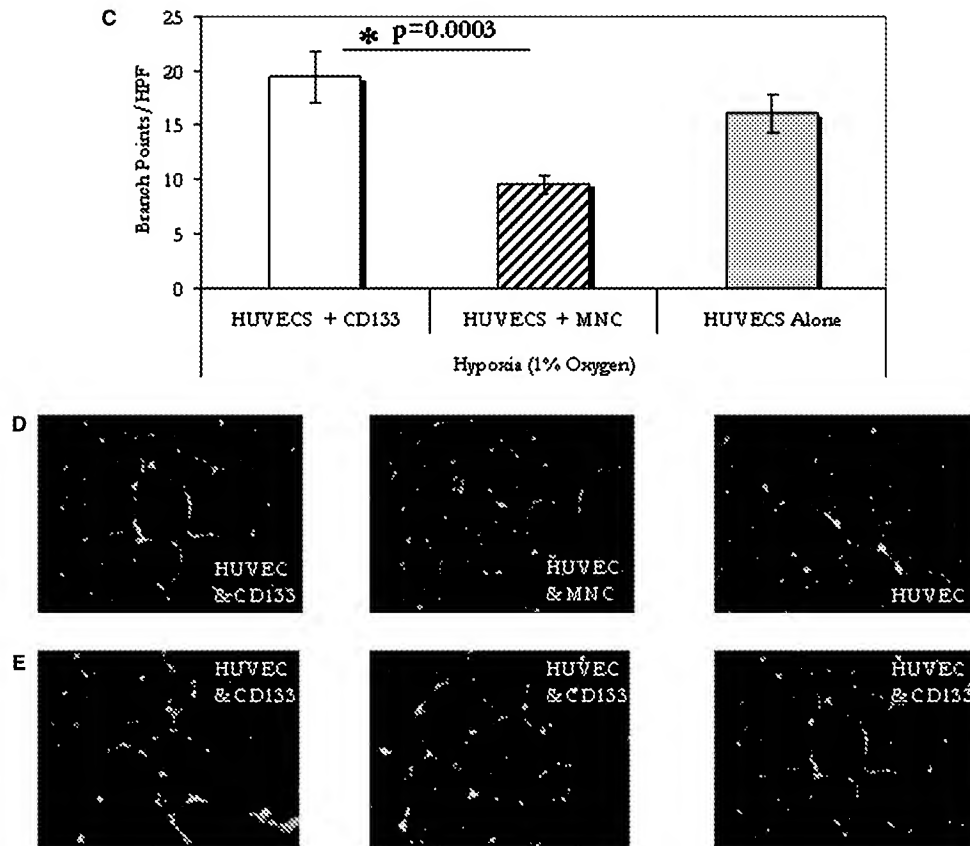 C
25
20
15
10
5
0
Branch Points / HPF
* p=0.0003
HUVECS + CD133
HUVECS + MNC
HUVECS Alone
Hypoxia (1% Oxygen)
D
HUVEC
&CD133
HUVEC
&MNC
HUVEC
E
HUVEC
&CD133
HUVEC
&CD133
HUVEC
&CD133